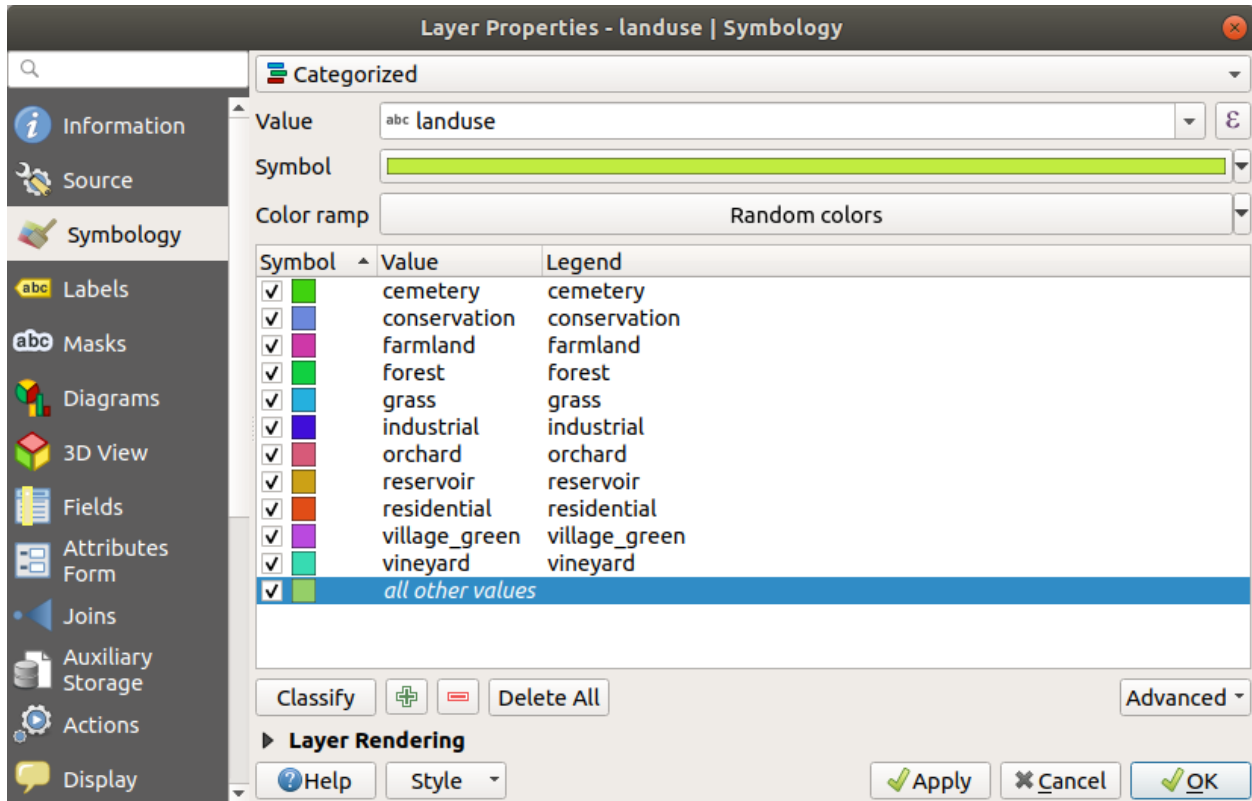 Layer Properties - landuse | Symbology
Categorized
Information
Value abc landuse ε
Source
Symbol
Color ramp Random colors
Symbology
Symbol Value Legend
cemetery cemetery
abc Labels
conservation conservation
abc Masks
farmland farmland
forest forest
Diagrams
grass grass
industrial industrial
3D View
orchard orchard
reservoir reservoir
Fields
residential residential
village_green village_green
Attributes
Form
vineyard vineyard
all other values
Joins
Auxiliary
Storage
Classify Delete All Advanced
Actions
Layer Rendering
Display
? Help Style Apply Cancel OK